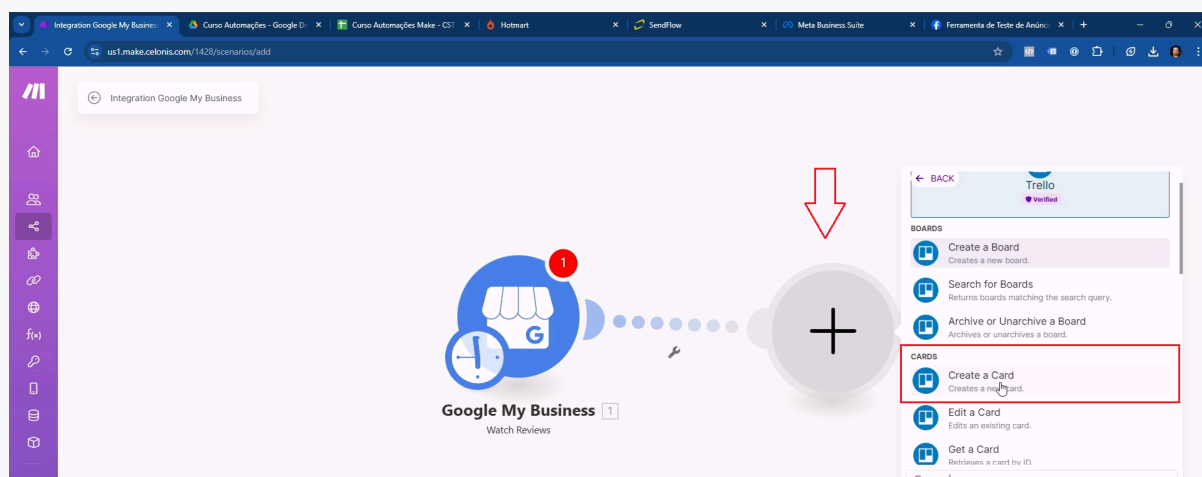 Integration Google My Busines
Curso Automações - Google Dr
Curso Automações Make - CST
Hotmart
SendFlow
Meta Business Suite
Ferramenta de Teste de Anúnci
us1.make.celonis.com/1428/scenarios/add
Integration Google My Business
BACK
Trello
Verified
BOARDS
Create a Board
Creates a new board.
Search for Boards
Returns boards matching the search query.
Archive or Unarchive a Board
Archives or unarchives a board.
CARDS
Create a Card
Creates a new card.
Edit a Card
Edits an existing card.
Get a Card
Retrieves a card by ID.
1
G
Google My Business 1
Watch Reviews
f(x)